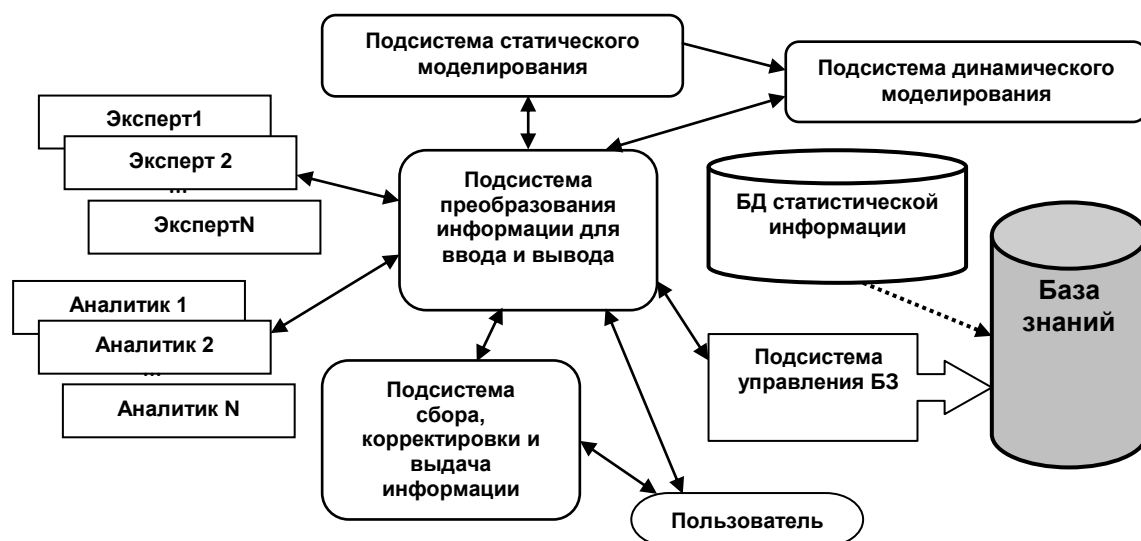 Подсистема статического
моделирования
Подсистема динамического
моделирования
Эксперт1
Эксперт 2
...
ЭкспертN
Подсистема
преобразования
информации для
ввода и вывода
БД статистической
информации
База
знаний
Аналитик 1
Аналитик 2
...
Аналитик N
Подсистема
управления БЗ
Подсистема
сбора,
корректировки и
выдача
информации
Пользователь